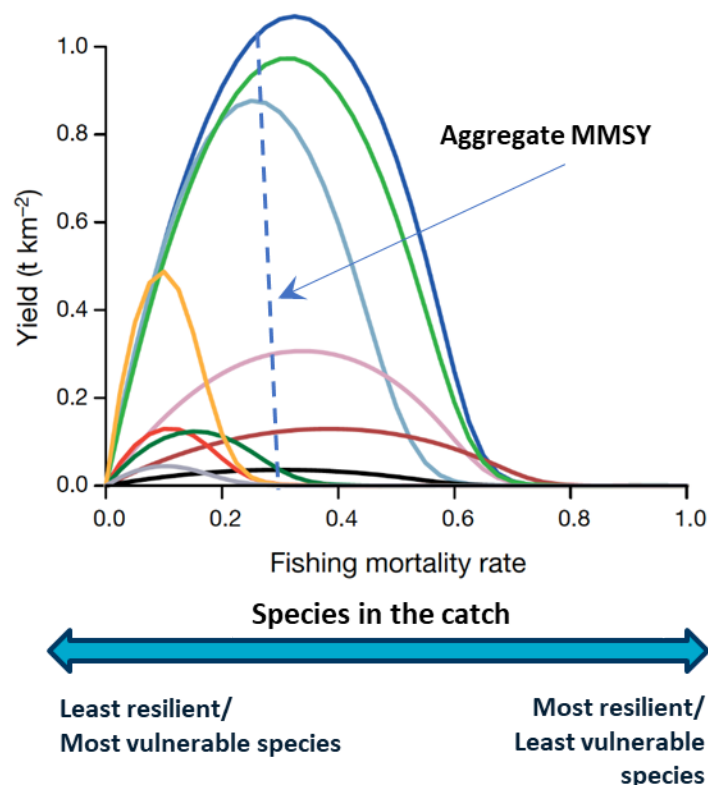 1.0
0.8
Aggregate MMSY
0.6
Yield (t km⁻²)
0.4
0.2
0.0
0.0 0.2 0.4 0.6 0.8 1.0
Fishing mortality rate
Species in the catch
Least resilient/
Most vulnerable species
Most resilient/
Least vulnerable
species